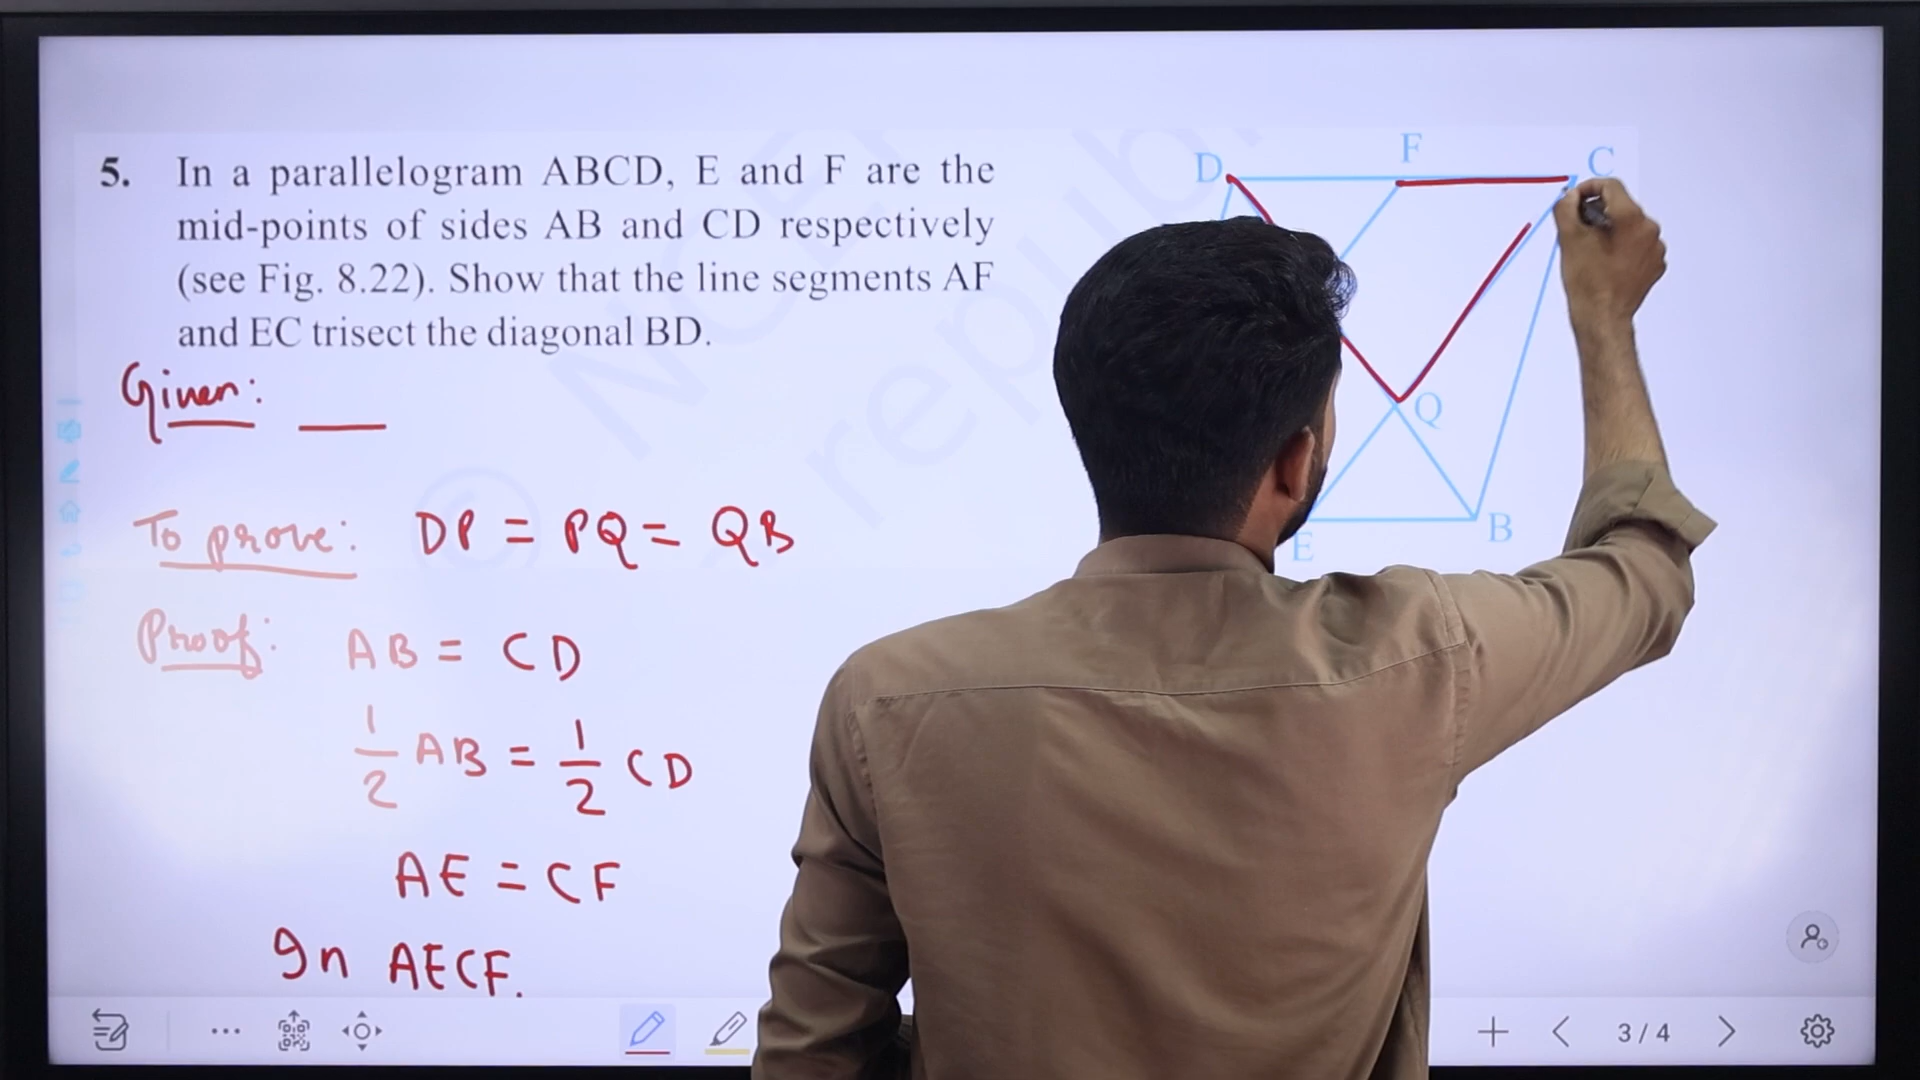 5. In a parallelogram ABCD, E and F are the
mid-points of sides AB and CD respectively
(see Fig. 8.22). Show that the line segments AF
and EC trisect the diagonal BD.
Given:
To prove: DP = PQ = QB
Proof: AB = CD
1/2 AB = 1/2 CD
AE = CF
In AECF.
D F C
Q
E B
© NCE
republ
3/4